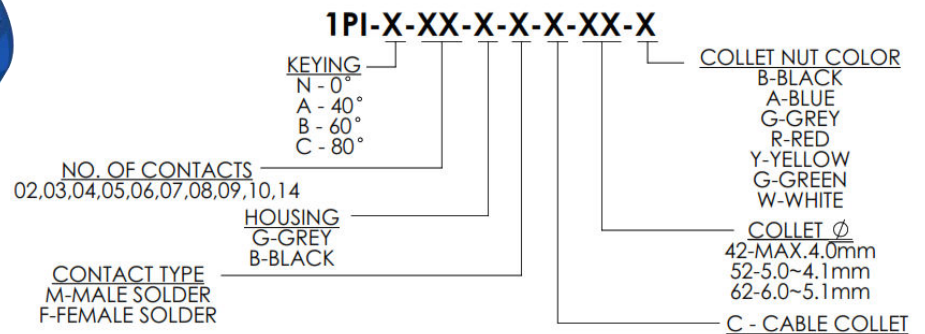 1PI-X-XX-X-X-X-XX-X
KEYING
N - 0°
A - 40°
B - 60°
C - 80°
NO. OF CONTACTS
02,03,04,05,06,07,08,09,10,14
HOUSING
G-GREY
B-BLACK
CONTACT TYPE
M-MALE SOLDER
F-FEMALE SOLDER
COLLET NUT COLOR
B-BLACK
A-BLUE
G-GREY
R-RED
Y-YELLOW
G-GREEN
W-WHITE
COLLET Ø
42-MAX.4.0mm
52-5.0~4.1mm
62-6.0~5.1mm
C - CABLE COLLET